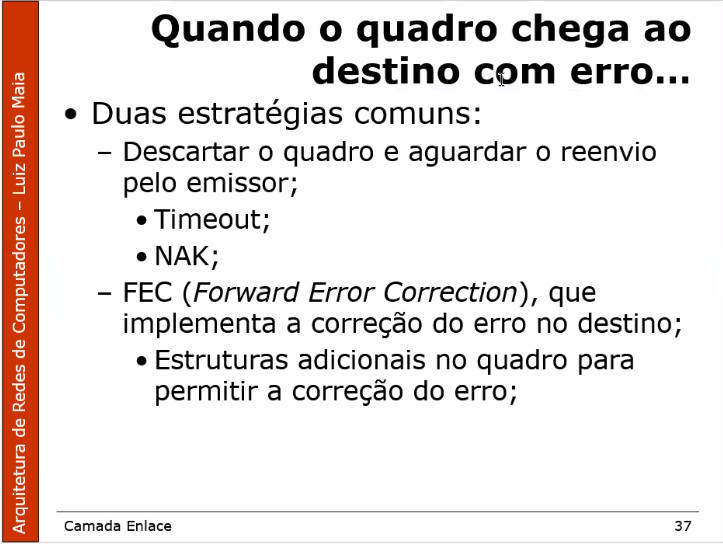 Quando o quadro chega ao
destino com erro...
• Duas estratégias comuns:
– Descartar o quadro e aguardar o reenvio
pelo emissor;
• Timeout;
• NAK;
– FEC (Forward Error Correction), que
implementa a correção do erro no destino;
• Estruturas adicionais no quadro para
permitir a correção do erro;
Arquitetura de Redes de Computadores – Luiz Paulo Maia
Camada Enlace
37